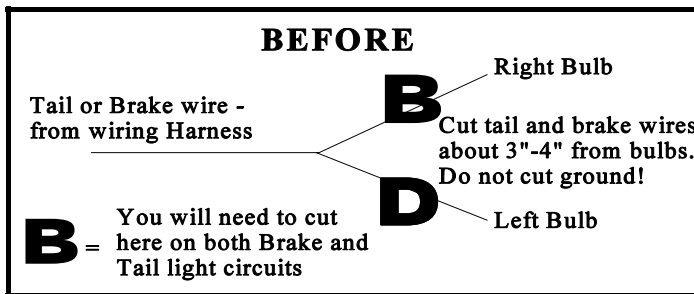 BEFORE
Right Bulb
B
Tail or Brake wire -
from wiring Harness
Cut tail and brake wires
about 3"-4" from bulbs.
Do not cut ground!
D
Left Bulb
B = You will need to cut
here on both Brake and
Tail light circuits